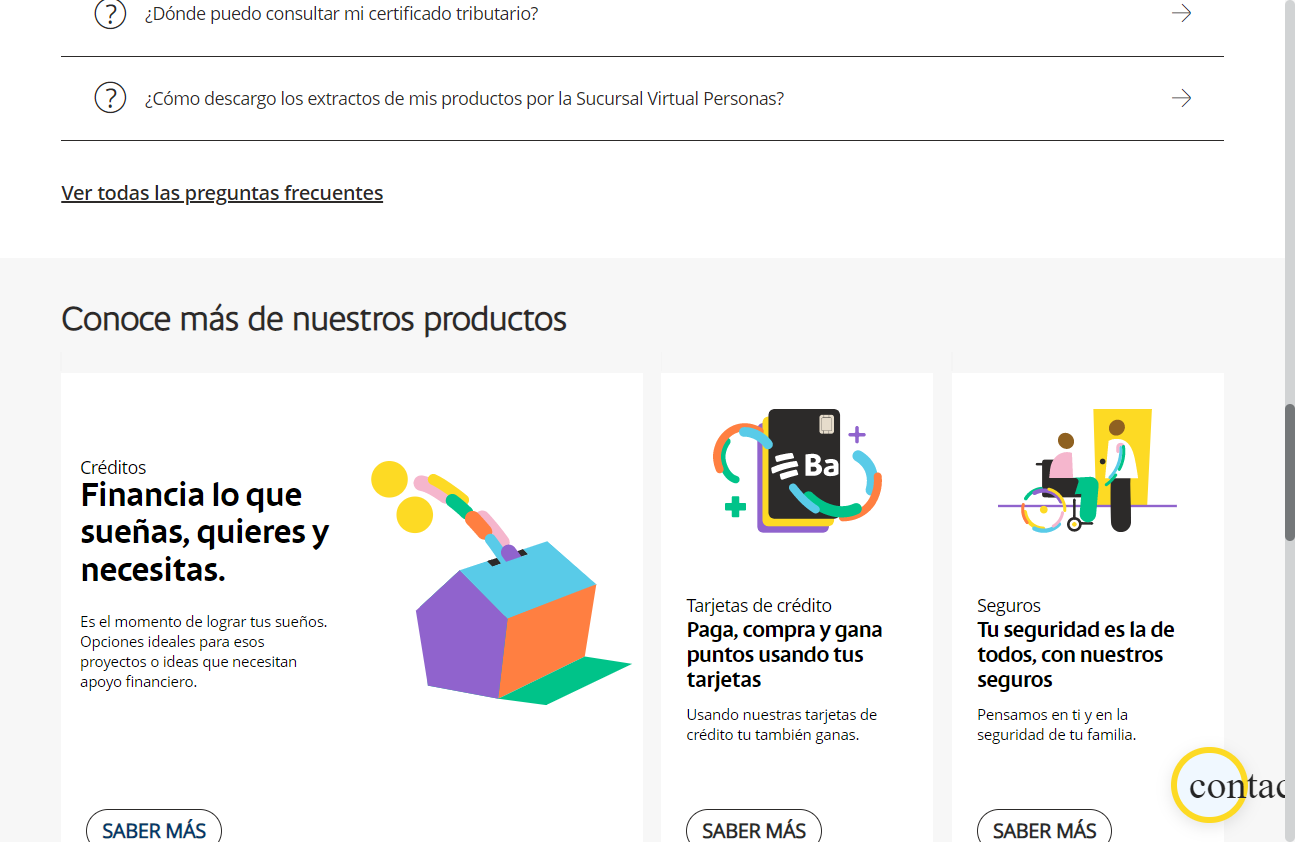 ¿Dónde puedo consultar mi certificado tributario?
¿Cómo descargo los extractos de mis productos por la Sucursal Virtual Personas?
Ver todas las preguntas frecuentes
Conoce más de nuestros productos
Créditos
Financia lo que
sueñas, quieres y
necesitas.
Es el momento de lograr tus sueños.
Opciones ideales para esos
proyectos o ideas que necesitan
apoyo financiero.
SABER MÁS
Ba
Tarjetas de crédito
Paga, compra y gana
puntos usando tus
tarjetas
Usando nuestras tarjetas de
crédito tu también ganas.
SABER MÁS
Seguros
Tu seguridad es la de
todos, con nuestros
seguros
Pensamos en ti y en la
seguridad de tu familia.
SABER MÁS
contac